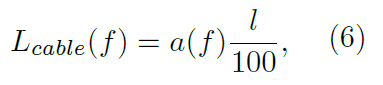 L_{cable}(f) = a(f)\frac{l}{100}, (6)